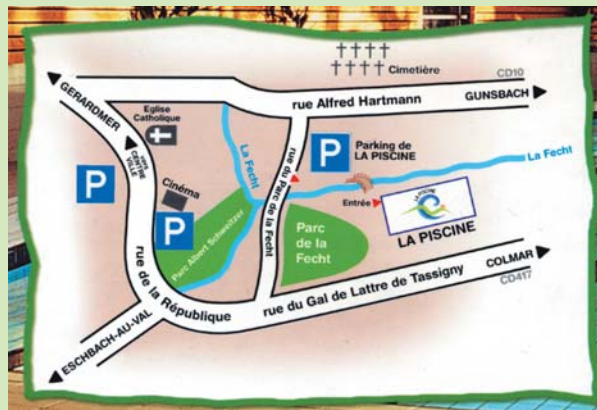 Cimetière
CD10
GERARDMER
rue Alfred Hartmann
GUNSBACH
Eglise
Catholique
VERS
CENTRE
VILLE
La Fecht
P
Parking de
LA PISCINE
rue du Parc de la Fecht
La Fecht
P
Cinéma
Entrée
LA PISCINE
LA PISCINE
P
Parc Albert Schweitzer
Parc
de la
Fecht
rue de la République
rue du Gal de Lattre de Tassigny
COLMAR
CD417
ESCHBACH-AU-VAL